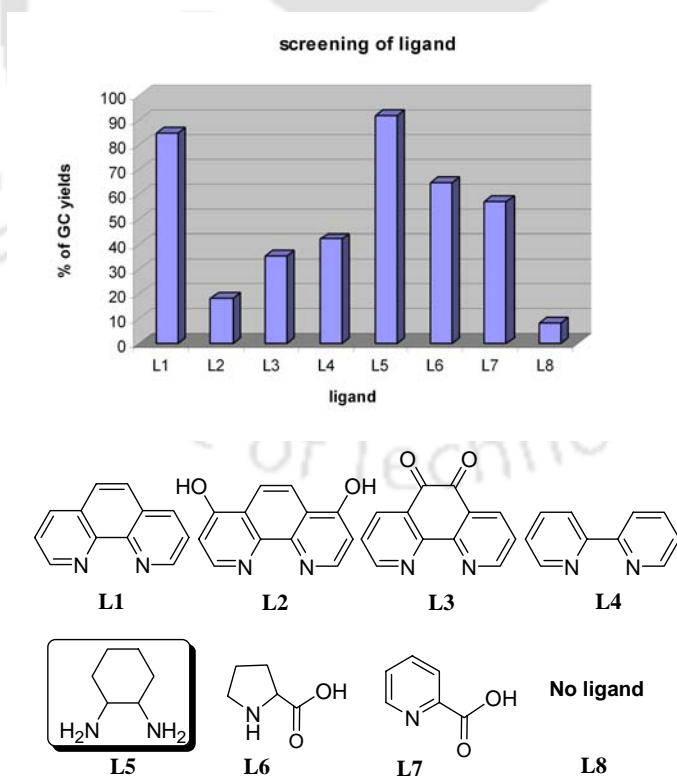 screening of ligand
% of GC yields
100
90
80
70
60
50
40
30
20
10
0
L1 L2 L3 L4 L5 L6 L7 L8
ligand
of Techn
N N
L1
HO OH
N N
L2
O O
N N
L3
N N
L4
H2N NH2
L5
N H OH O
L6
N OH O
L7
No ligand
L8